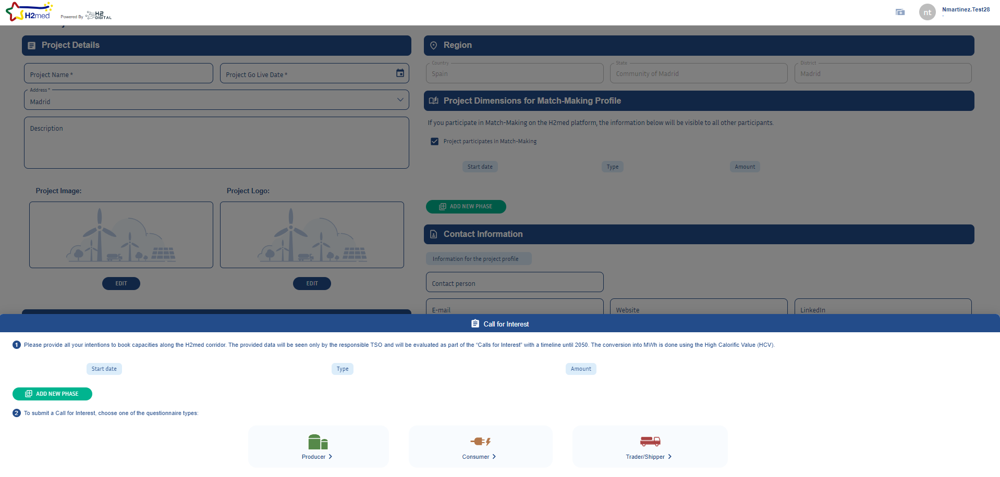 H2med
Powered By H2 DIGITAL
nt
Nmartinez.Test28
-
Project Details
Project Name *
Project Go Live Date *
Address *
Madrid
Description
Project Image:
Project Logo:
EDIT
EDIT
Region
Country
Spain
State
Community of Madrid
District
Madrid
Project Dimensions for Match-Making Profile
If you participate in Match-Making on the H2med platform, the information below will be visible to all other participants.
Project participates in Match-Making
Start date
Type
Amount
ADD NEW PHASE
Contact Information
Information for the project profile
Contact person
E-mail
Website
LinkedIn
Call for Interest
1 Please provide all your intentions to book capacities along the H2med corridor. The provided data will be seen only by the responsible TSO and will be evaluated as part of the “Calls for Interest” with a timeline until 2050. The conversion into MWh is done using the High Calorific Value (HCV).
Start date
Type
Amount
ADD NEW PHASE
2 To submit a Call for Interest, choose one of the questionnaire types:
Producer
Consumer
Trader/Shipper